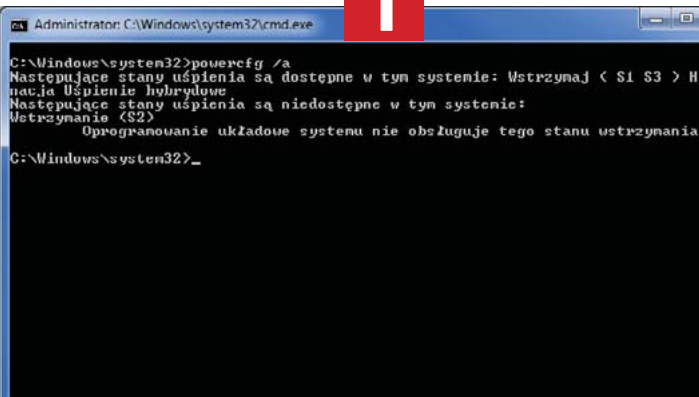 Administrator: C:\Windows\system32\cmd.exe
C:\Windows\system32>powercfg /a
Następujące stany uśpienia są dostępne w tym systemie: Wstrzymaj ( S1 S3 ) H
nacja Uśpienie hybrydowe
Następujące stany uśpienia są niedostępne w tym systemie:
Wstrzymanie (S2)
Oprogramowanie układowe systemu nie obsługuje tego stanu wstrzymania
C:\Windows\system32>_